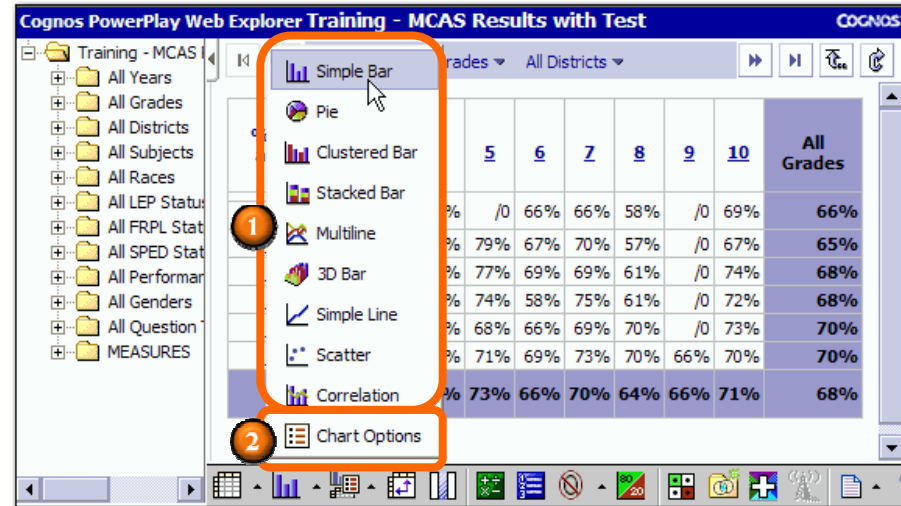 Cognos PowerPlay Web Explorer Training - MCAS Results with Test COGNOS
Training - MCAS
All Years
All Grades
All Districts
All Subjects
All Races
All LEP Status
All FRPL Stat
All SPED Stat
All Performan
All Genders
All Question
MEASURES
rades All Districts
Simple Bar
Pie
Clustered Bar
Stacked Bar
Multiline
3D Bar
Simple Line
Scatter
Correlation
Chart Options
1
2
5 6 7 8 9 10 All Grades
% /0 66% 66% 58% /0 69% 66%
% 79% 67% 70% 57% /0 67% 65%
% 77% 69% 69% 61% /0 74% 68%
% 74% 58% 75% 61% /0 72% 68%
% 68% 66% 69% 70% /0 73% 70%
% 71% 69% 73% 70% 66% 70% 70%
% 73% 66% 70% 64% 66% 71% 68%
80
20